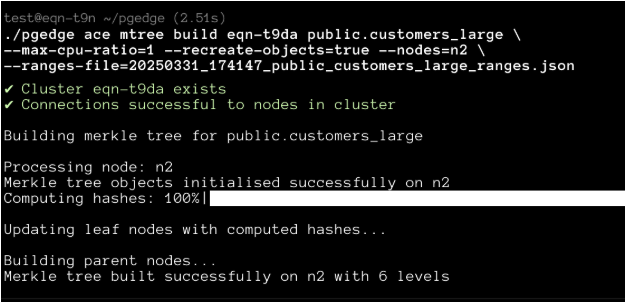 test@eqn-t9n ~/pgedge (2.51s)
./pgedge ace mtree build eqn-t9da public.customers_large \
--max-cpu-ratio=1 --recreate-objects=true --nodes=n2 \
--ranges-file=20250331_174147_public_customers_large_ranges.json
✔ Cluster eqn-t9da exists
✔ Connections successful to nodes in cluster
Building merkle tree for public.customers_large
Processing node: n2
Merkle tree objects initialised successfully on n2
Computing hashes: 100%|
Updating leaf nodes with computed hashes...
Building parent nodes...
Merkle tree built successfully on n2 with 6 levels